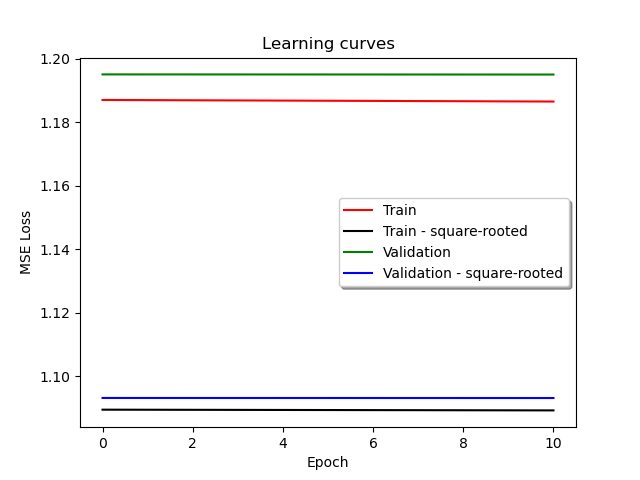 Learning curves
1.20
1.18
1.16
1.14
1.12
1.10
MSE Loss
Train
Train - square-rooted
Validation
Validation - square-rooted
0 2 4 6 8 10
Epoch